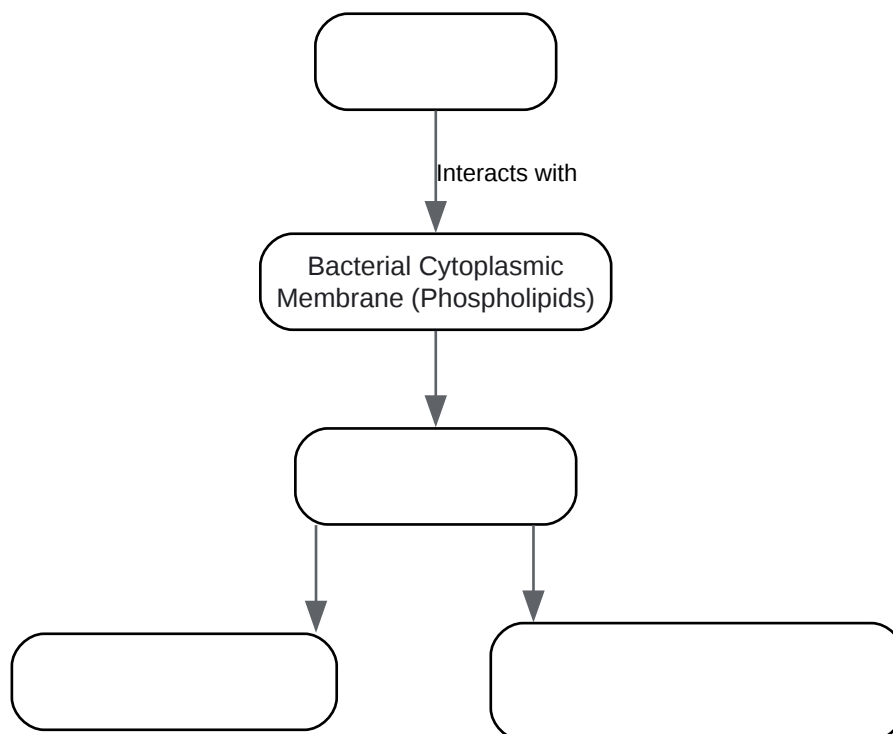 Interacts with
Bacterial Cytoplasmic
Membrane (Phospholipids)